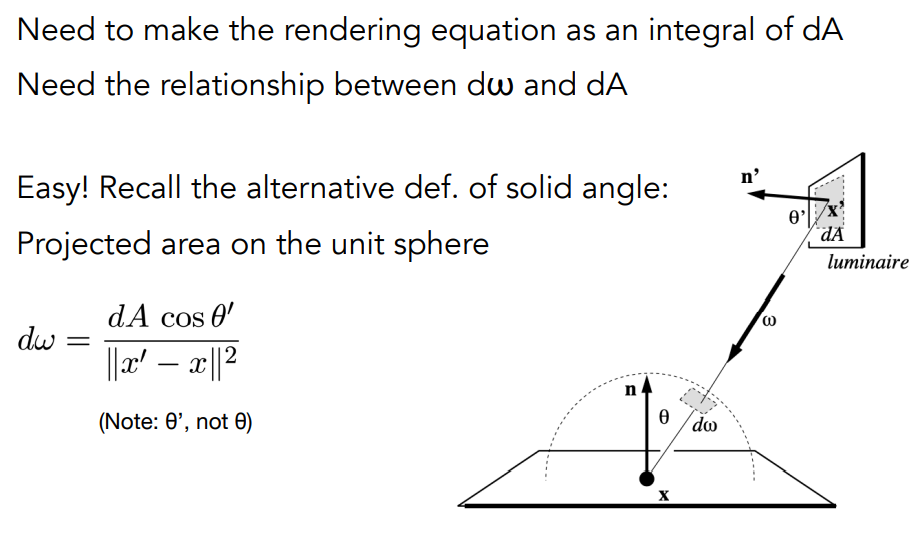 Need to make the rendering equation as an integral of dA
Need the relationship between dω and dA
Easy! Recall the alternative def. of solid angle:
Projected area on the unit sphere
dω = dA cos θ′ / ||x′ − x||²
(Note: θ’, not θ)
n’
θ’
x’
dA
luminaire
ω
n
θ
dω
x